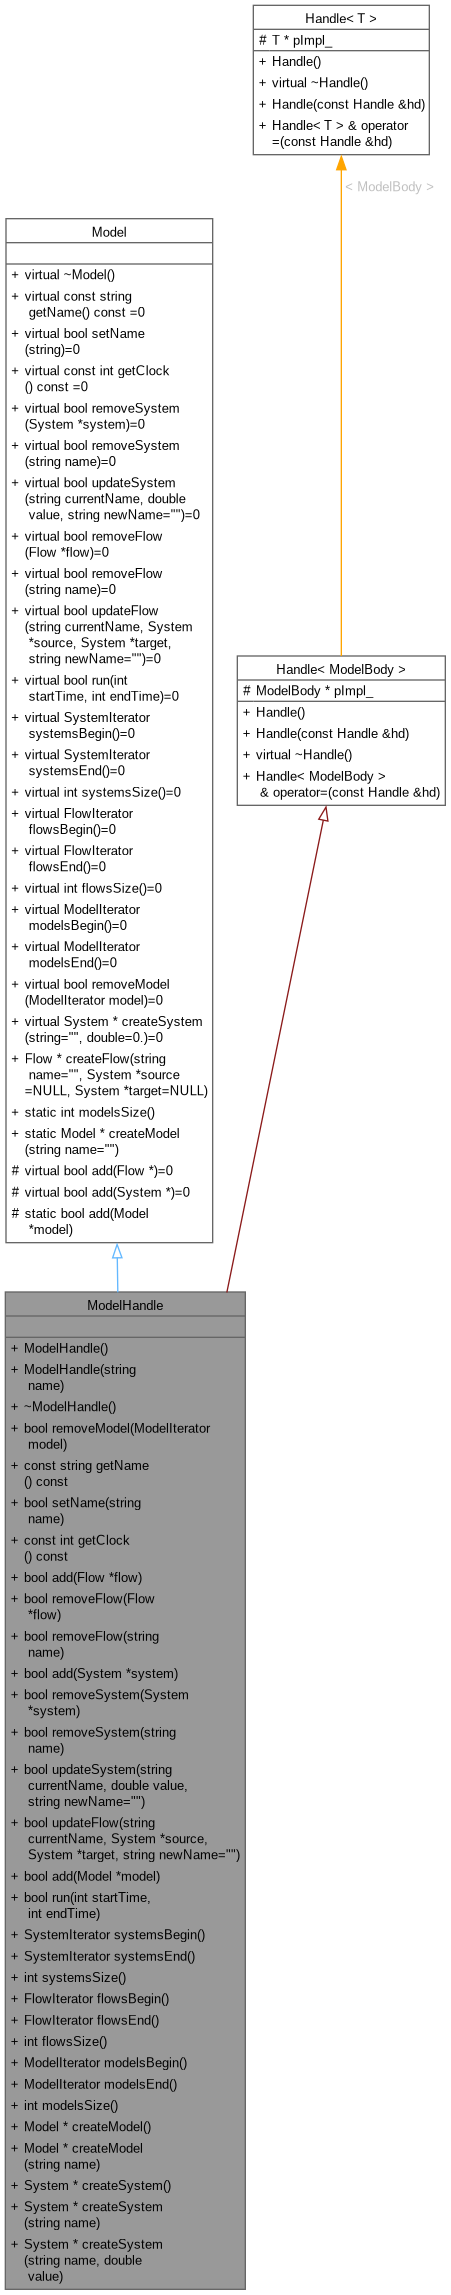 Handle< T >
# T * pImpl_
+ Handle()
+ virtual ~Handle()
+ Handle(const Handle &hd)
+ Handle< T > & operator
=(const Handle &hd)
< ModelBody >
Model
+ virtual ~Model()
+ virtual const string
getName() const =0
+ virtual bool setName
(string)=0
+ virtual const int getClock
() const =0
+ virtual bool removeSystem
(System *system)=0
+ virtual bool removeSystem
(string name)=0
+ virtual bool updateSystem
(string currentName, double
value, string newName="")=0
+ virtual bool removeFlow
(Flow *flow)=0
+ virtual bool removeFlow
(string name)=0
+ virtual bool updateFlow
(string currentName, System
*source, System *target,
string newName="")=0
+ virtual bool run(int
startTime, int endTime)=0
+ virtual SystemIterator
systemsBegin()=0
+ virtual SystemIterator
systemsEnd()=0
+ virtual int systemsSize()=0
+ virtual FlowIterator
flowsBegin()=0
+ virtual FlowIterator
flowsEnd()=0
+ virtual int flowsSize()=0
+ virtual ModelIterator
modelsBegin()=0
+ virtual ModelIterator
modelsEnd()=0
+ virtual bool removeModel
(ModelIterator model)=0
+ virtual System * createSystem
(string="", double=0.)=0
+ Flow * createFlow(string
name="", System *source
=NULL, System *target=NULL)
+ static int modelsSize()
+ static Model * createModel
(string name="")
# virtual bool add(Flow *)=0
# virtual bool add(System *)=0
# static bool add(Model
*model)
Handle< ModelBody >
# ModelBody * pImpl_
+ Handle()
+ Handle(const Handle &hd)
+ virtual ~Handle()
+ Handle< ModelBody >
& operator=(const Handle &hd)
ModelHandle
+ ModelHandle()
+ ModelHandle(string
name)
+ ~ModelHandle()
+ bool removeModel(ModelIterator
model)
+ const string getName
() const
+ bool setName(string
name)
+ const int getClock
() const
+ bool add(Flow *flow)
+ bool removeFlow(Flow
*flow)
+ bool removeFlow(string
name)
+ bool add(System *system)
+ bool removeSystem(System
*system)
+ bool removeSystem(string
name)
+ bool updateSystem(string
currentName, double value,
string newName="")
+ bool updateFlow(string
currentName, System *source,
System *target, string newName="")
+ bool add(Model *model)
+ bool run(int startTime,
int endTime)
+ SystemIterator systemsBegin()
+ SystemIterator systemsEnd()
+ int systemsSize()
+ FlowIterator flowsBegin()
+ FlowIterator flowsEnd()
+ int flowsSize()
+ ModelIterator modelsBegin()
+ ModelIterator modelsEnd()
+ int modelsSize()
+ Model * createModel()
+ Model * createModel
(string name)
+ System * createSystem()
+ System * createSystem
(string name)
+ System * createSystem
(string name, double
value)